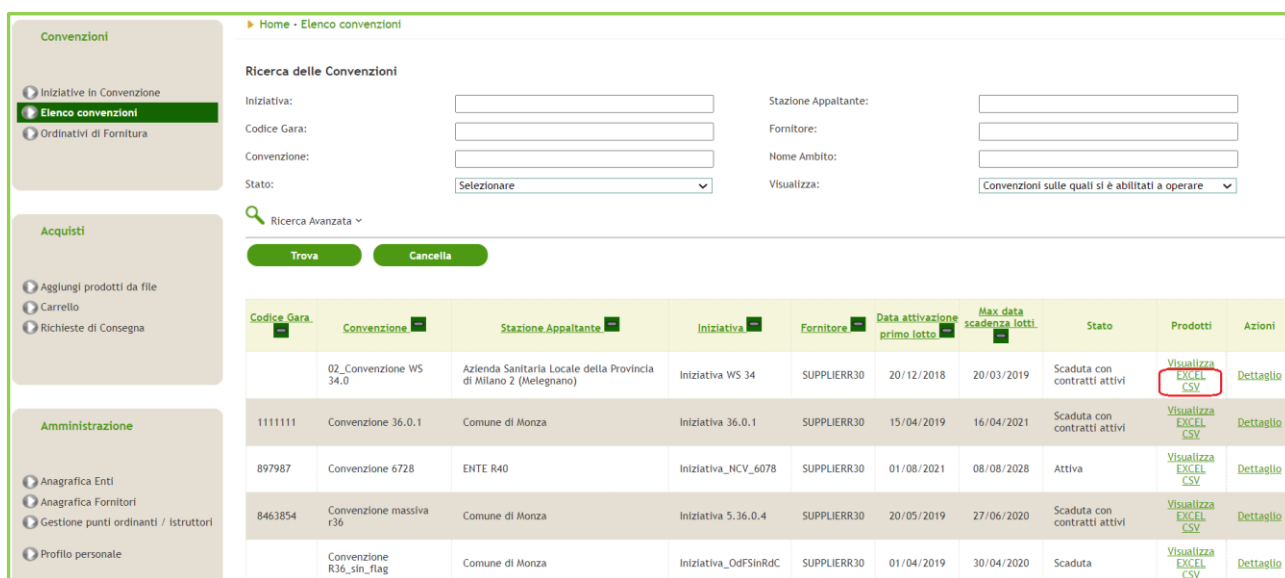 Convenzioni
Iniziative in Convenzione
Elenco convenzioni
Ordinativi di Fornitura
Acquisti
Aggiungi prodotti da file
Carrello
Richieste di Consegna
Amministrazione
Anagrafica Enti
Anagrafica Fornitori
Gestione punti ordinanti / istruttori
Profilo personale
Home - Elenco convenzioni
Ricerca delle Convenzioni
Iniziativa: Stazione Appaltante:
Codice Gara: Fornitore:
Convenzione: Nome Ambito:
Stato: Selezionare Visualizza: Convenzioni sulle quali si è abilitati a operare
Ricerca Avanzata
Trova Cancella
Codice Gara Convenzione Stazione Appaltante Iniziativa Fornitore Data attivazione primo lotto Max data scadenza lotti Stato Prodotti Azioni
02_Convenzione WS 34.0 Azienda Sanitaria Locale della Provincia di Milano 2 (Melegnano) Iniziativa WS 34 SUPPLIERR30 20/12/2018 20/03/2019 Scaduta con contratti attivi Visualizza EXCEL CSV Dettaglio
1111111 Convenzione 36.0.1 Comune di Monza Iniziativa 36.0.1 SUPPLIERR30 15/04/2019 16/04/2021 Scaduta con contratti attivi Visualizza EXCEL CSV Dettaglio
897987 Convenzione 6728 ENTE R40 Iniziativa_NCV_6078 SUPPLIERR30 01/08/2021 08/08/2028 Attiva Visualizza EXCEL CSV Dettaglio
8463854 Convenzione massiva r36 Comune di Monza Iniziativa 5.36.0.4 SUPPLIERR30 20/05/2019 27/06/2020 Scaduta con contratti attivi Visualizza EXCEL CSV Dettaglio
Convenzione R36_sin_flag Comune di Monza Iniziativa_OdFSinRdC SUPPLIERR30 01/04/2019 30/04/2020 Scaduta Visualizza EXCEL CSV Dettaglio